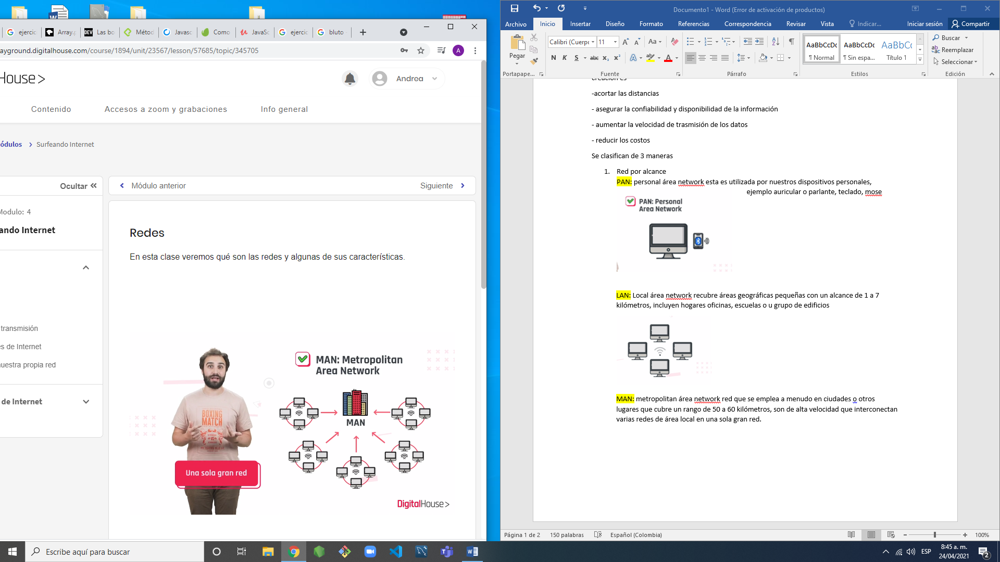 ejercic
Array.p
DEV
Las bo
Métod
Javasc
Como
JavaSc
ejercic
bluto -
ayground.digitalhouse.com/course/1894/unit/23567/lesson/57685/topic/345705
A
House>
Andrea
Contenido
Accesos a zoom y grabaciones
Info general
ódulos > Surfeando Internet
Ocultar
Módulo anterior
Siguiente
Modulo: 4
ando Internet
transmisión
s de Internet
uestra propia red
de Internet
Redes
En esta clase veremos qué son las redes y algunas de sus características.
MAN: Metropolitan
Area Network
MAN
BOXING
MATCH
Una sola gran red
DigitalHouse>
Documento1 - Word (Error de activación de productos)
Archivo
Inicio
Insertar
Diseño
Formato
Referencias
Correspondencia
Revisar
Vista
Indicar...
Iniciar sesión
Compartir
Pegar
Calibri (Cuerpo
11
Aa
N K S abc x₂ x²
AaBbCcDc
AaBbCcDc
AaBbCc
¶ Normal
¶ Sin espa...
Título 1
Buscar
Reemplazar
Seleccionar
Portapape...
Fuente
Párrafo
Estilos
Edición
creación es
-acortar las distancias
- asegurar la confiabilidad y disponibilidad de la información
- aumentar la velocidad de trasmisión de los datos
- reducir los costos
Se clasifican de 3 maneras
1. Red por alcance
PAN: personal área network esta es utilizada por nuestros dispositivos personales,
ejemplo auricular o parlante, teclado, mose
PAN: Personal
Area Network
LAN: Local área network recubre áreas geográficas pequeñas con un alcance de 1 a 7
kilómetros, incluyen hogares oficinas, escuelas o u grupo de edificios
MAN: metropolitan área network red que se emplea a menudo en ciudades o otros
lugares que cubre un rango de 50 a 60 kilómetros, son de alta velocidad que interconectan
varias redes de área local en una sola gran red.
Página 1 de 2
150 palabras
Español (Colombia)
100%
Escribe aquí para buscar
ESP
8:45 a. m.
24/04/2021
2